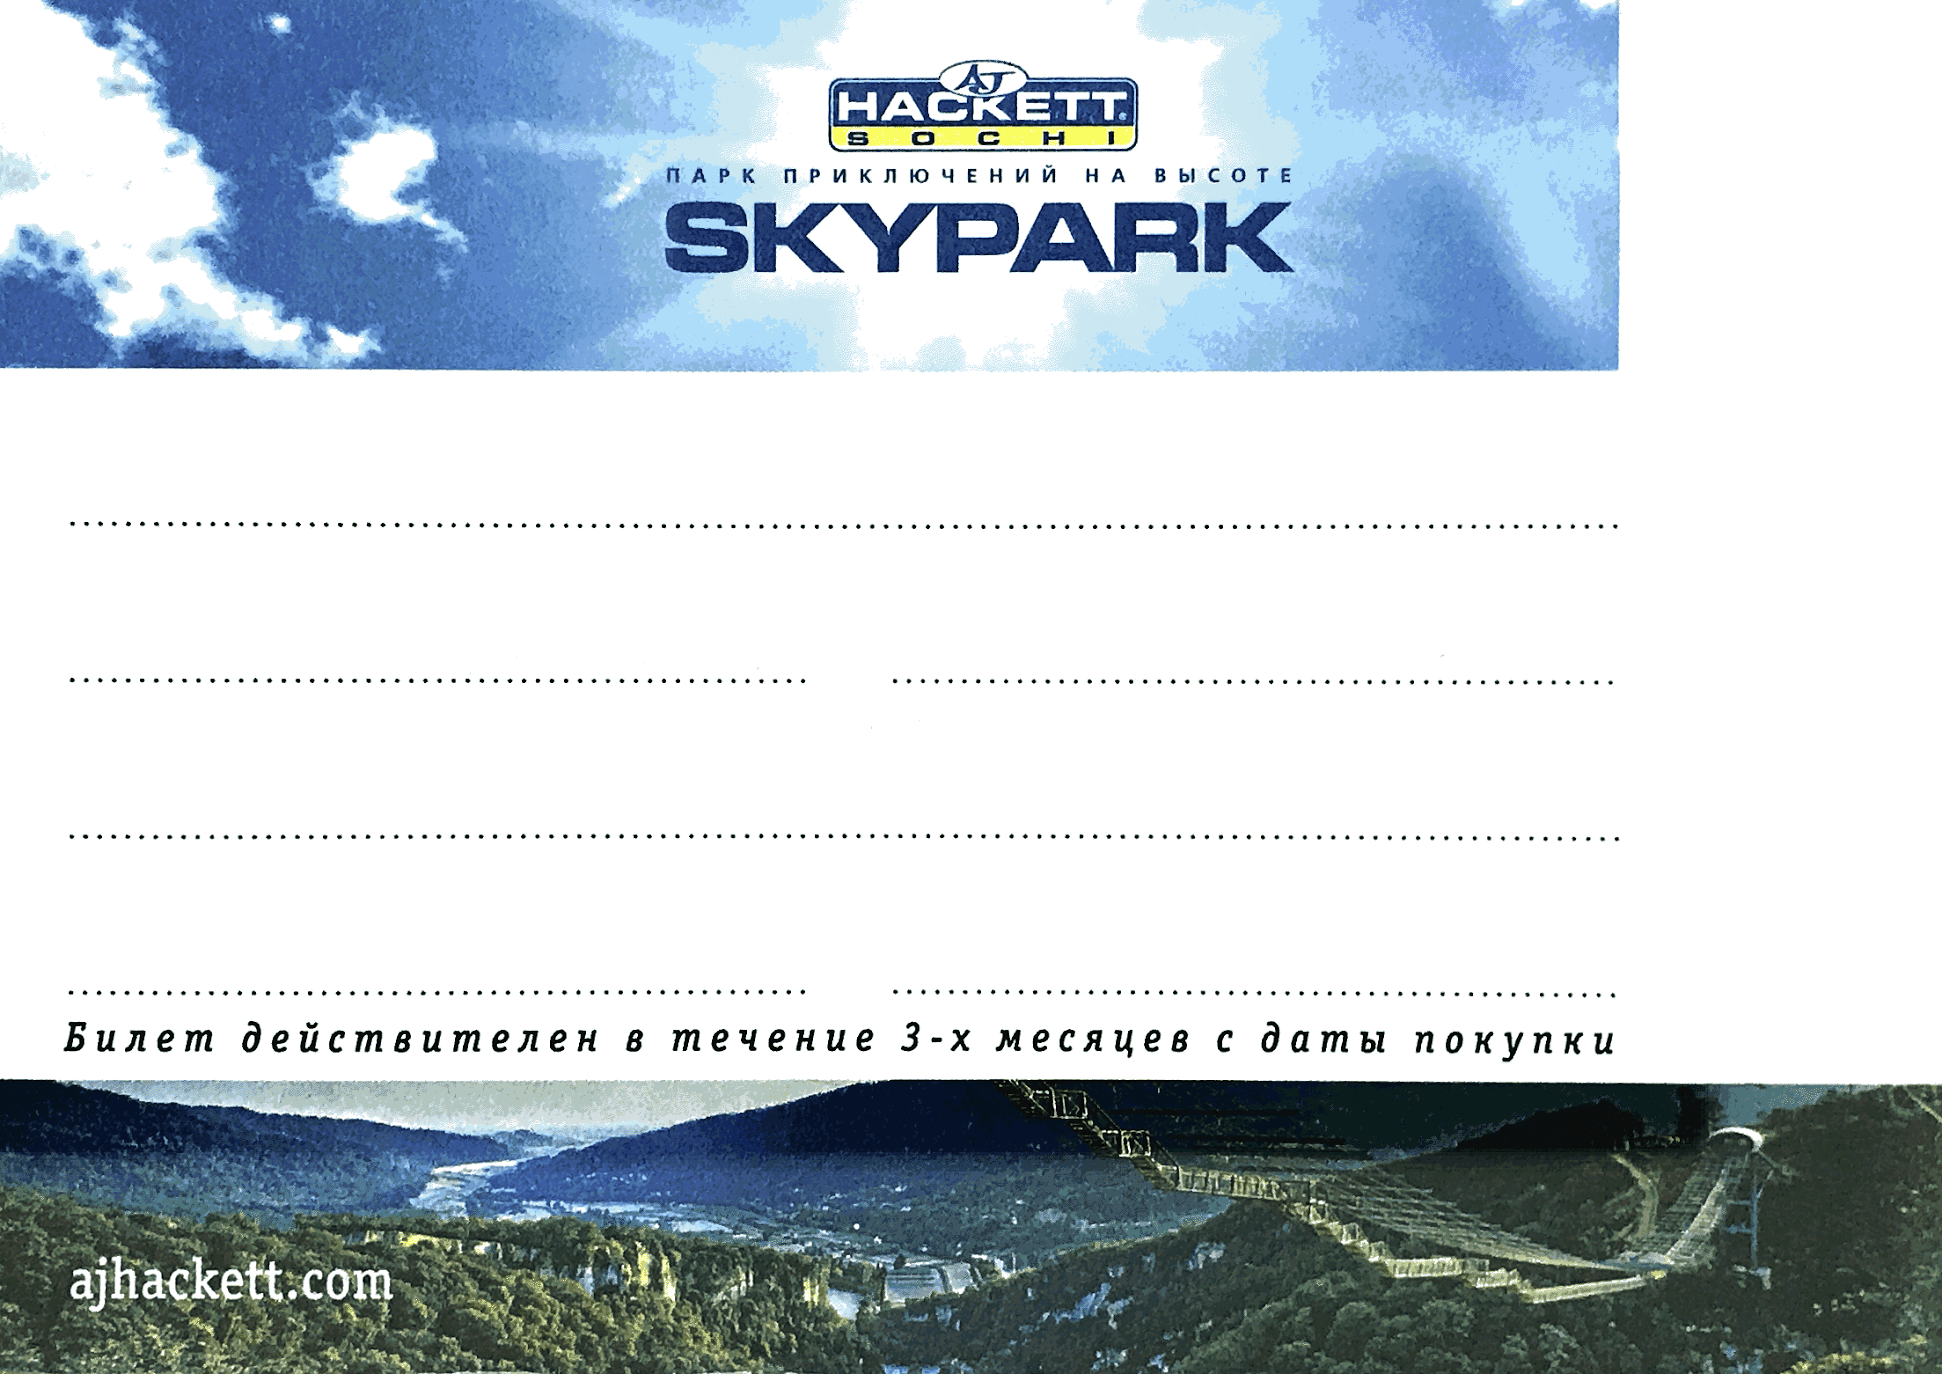 AJ
HACKETT
SOCHI
ПАРК ПРИКЛЮЧЕНИЙ НА ВЫСОТЕ
SKYPARK
Билет действителен в течение 3-х месяцев с даты покупки
ajhackett.com